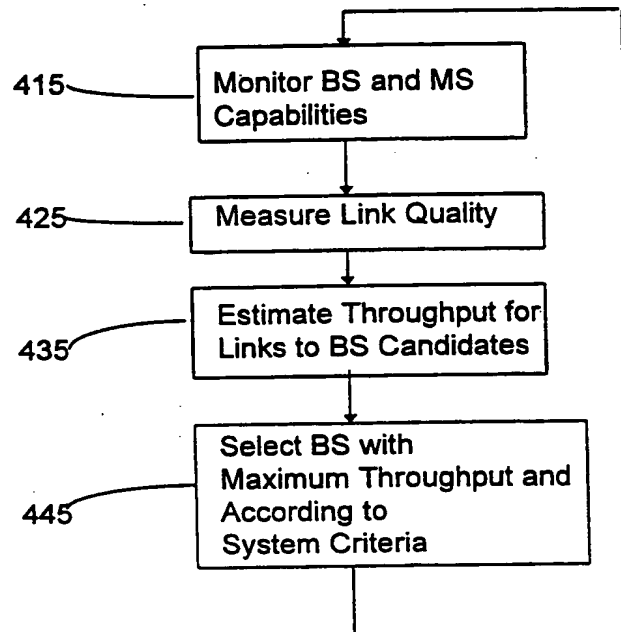 415
Monitor BS and MS
Capabilities
425
Measure Link Quality
435
Estimate Throughput for
Links to BS Candidates
445
Select BS with
Maximum Throughput and
According to
System Criteria